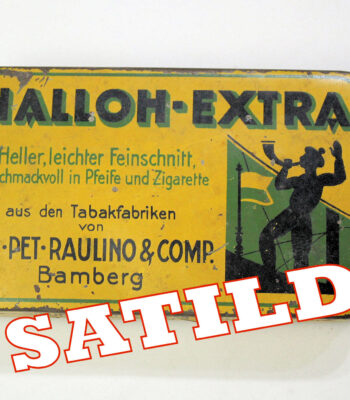 HALLOH-EXTRA
Heller, leichter Feinschnitt,
chmackvoll in Pfeife und Zigarette
aus den Tabakfabriken
von
·PET·RAULINO & COMP.
Bamberg
SATILD